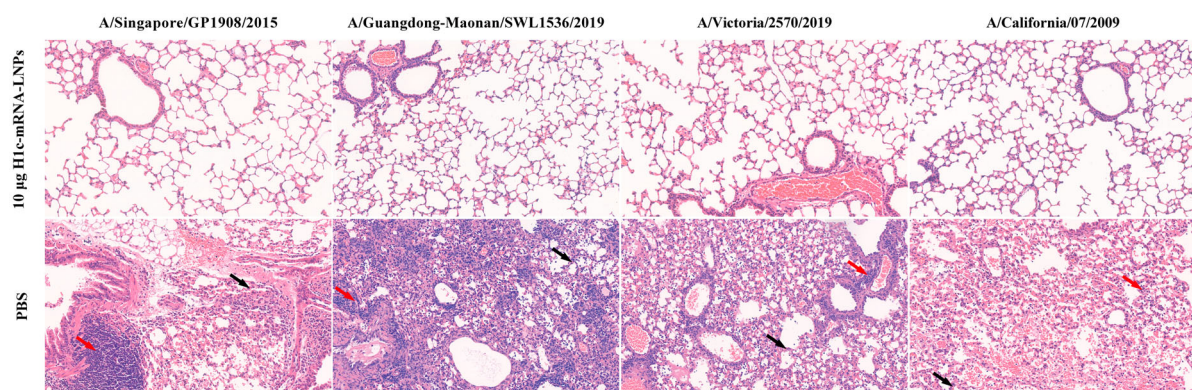 A/Singapore/GP1908/2015 A/Guangdong-Maonan/SWL1536/2019 A/Victoria/2570/2019 A/California/07/2009
10 μg H1c-mRNA-LNPs
PBS